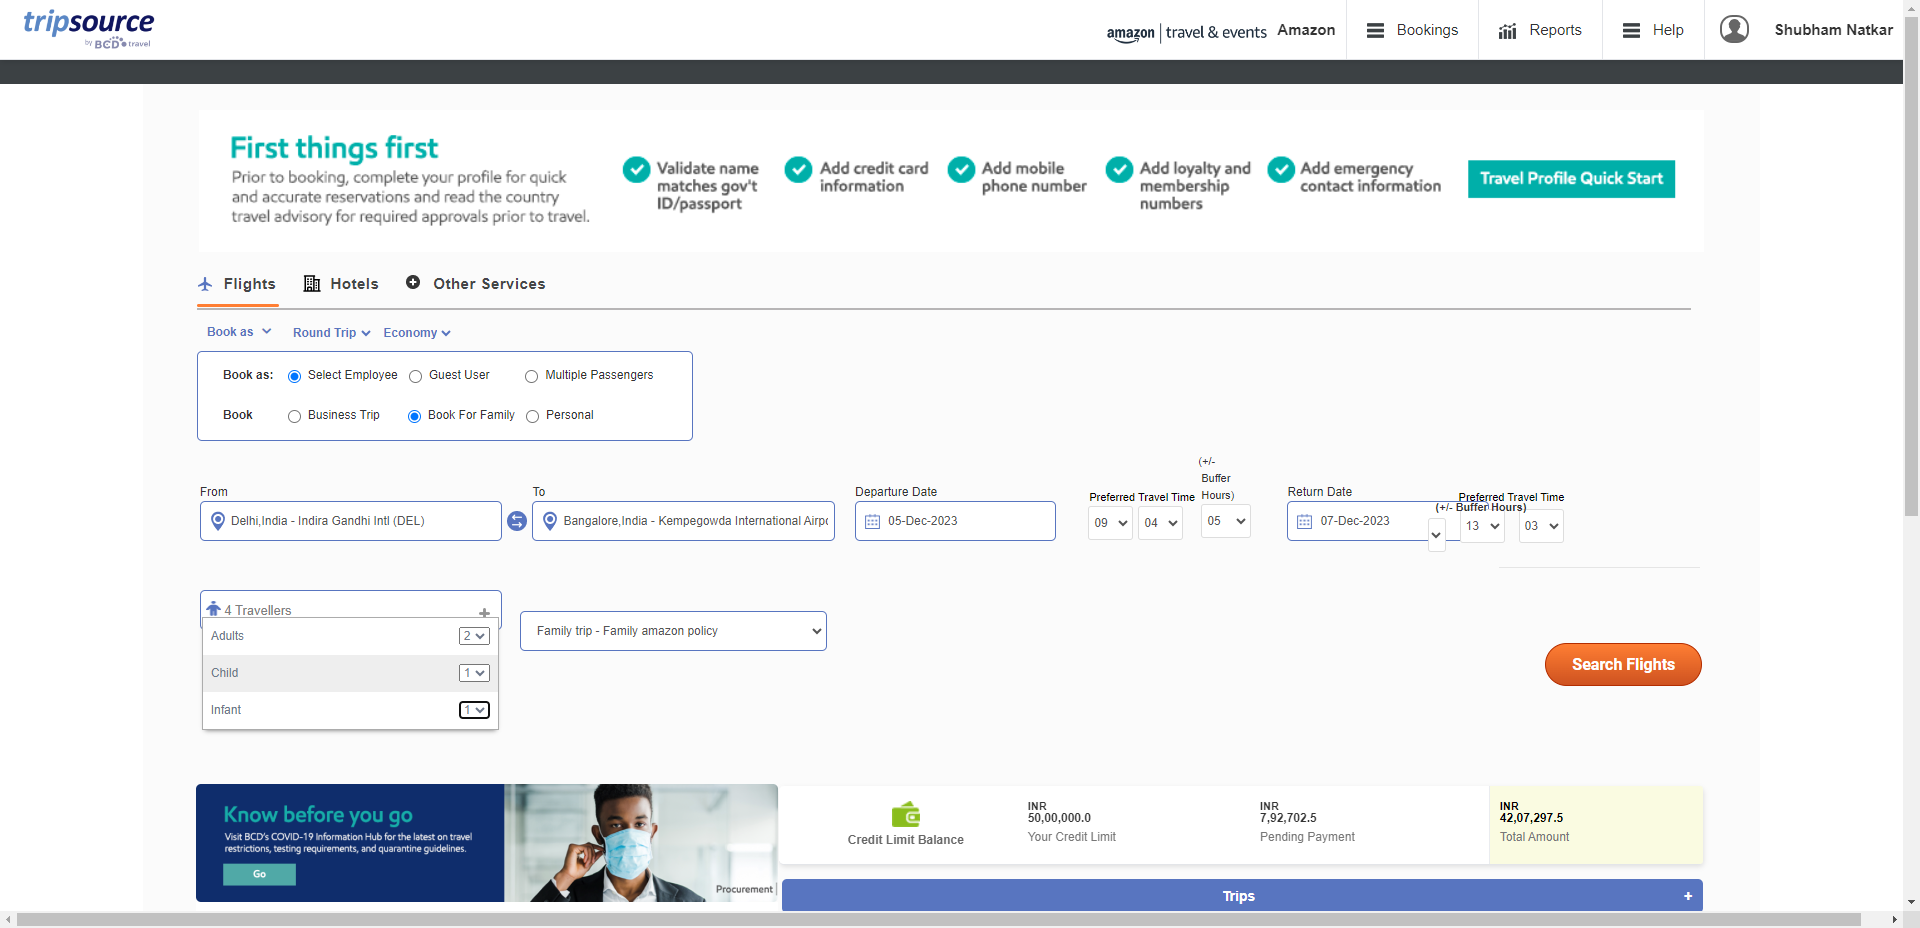 tripsource
by BCD travel
amazon | travel & events
Amazon
Bookings
Reports
Help
Shubham Natkar
First things first
Prior to booking, complete your profile for quick
and accurate reservations and read the country
travel advisory for required approvals prior to travel.
Validate name
matches gov't
ID/passport
Add credit card
information
Add mobile
phone number
Add loyalty and
membership
numbers
Add emergency
contact information
Travel Profile Quick Start
Flights
Hotels
Other Services
Book as
Round Trip
Economy
Book as:
Select Employee
Guest User
Multiple Passengers
Book
Business Trip
Book For Family
Personal
From
Delhi,India - Indira Gandhi Intl (DEL)
To
Bangalore,India - Kempegowda International Airpo
Departure Date
05-Dec-2023
Preferred Travel Time
09
04
(+/-
Buffer
Hours)
05
Return Date
07-Dec-2023
Preferred Travel Time
(+/- Buffer Hours)
13
03
4 Travellers
+
Adults
2
Child
1
Infant
1
Family trip - Family amazon policy
Search Flights
Know before you go
Visit BCD's COVID-19 Information Hub for the latest on travel
restrictions, testing requirements, and quarantine guidelines.
Go
Procurement |
Credit Limit Balance
INR
50,00,000.0
Your Credit Limit
INR
7,92,702.5
Pending Payment
INR
42,07,297.5
Total Amount
Trips
+